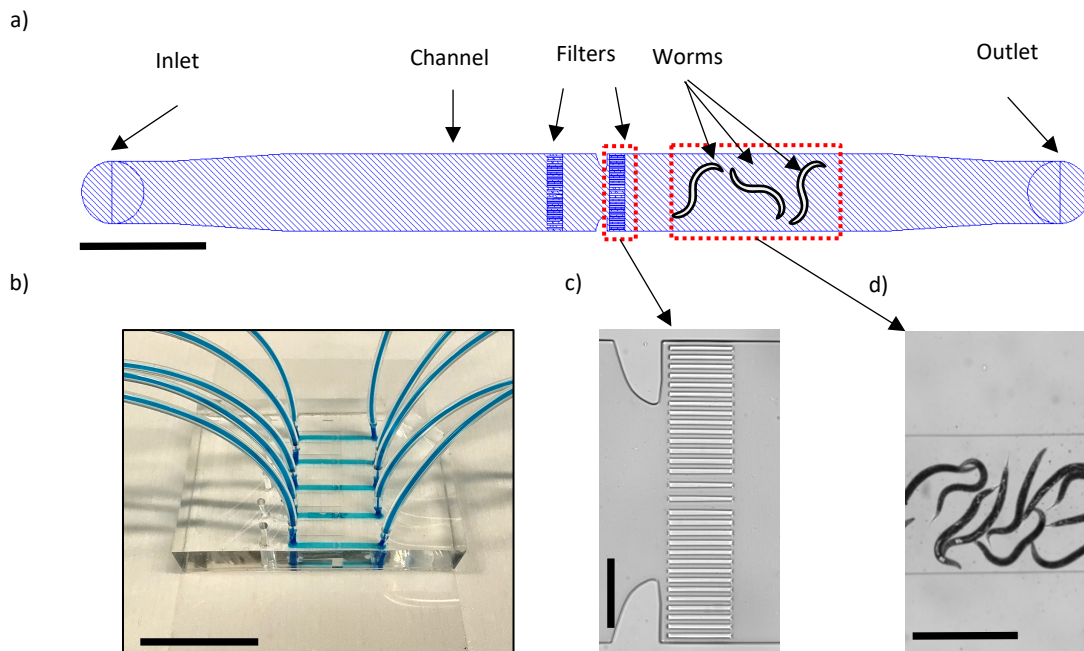 a)
Inlet
Channel
Filters
Worms
Outlet
b)
c)
d)